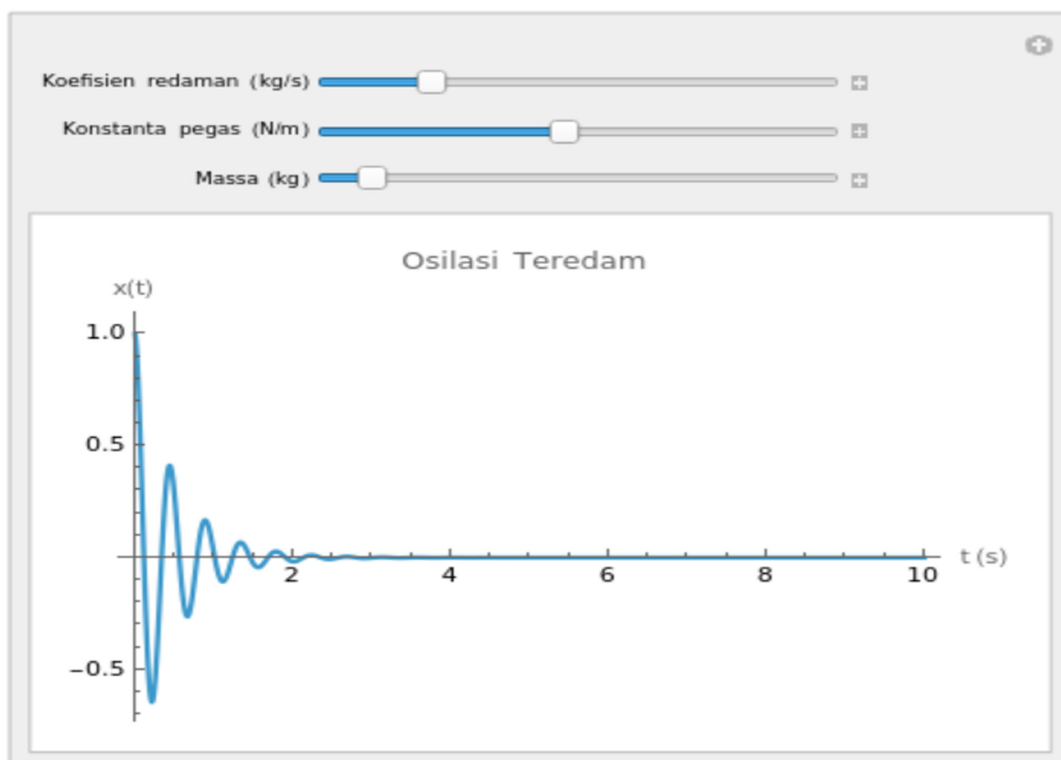 Koefisien redaman (kg/s)
Konstanta pegas (N/m)
Massa (kg)
Osilasi Teredam
x(t)
1.0
0.5
2 4 6 8 10 t (s)
−0.5